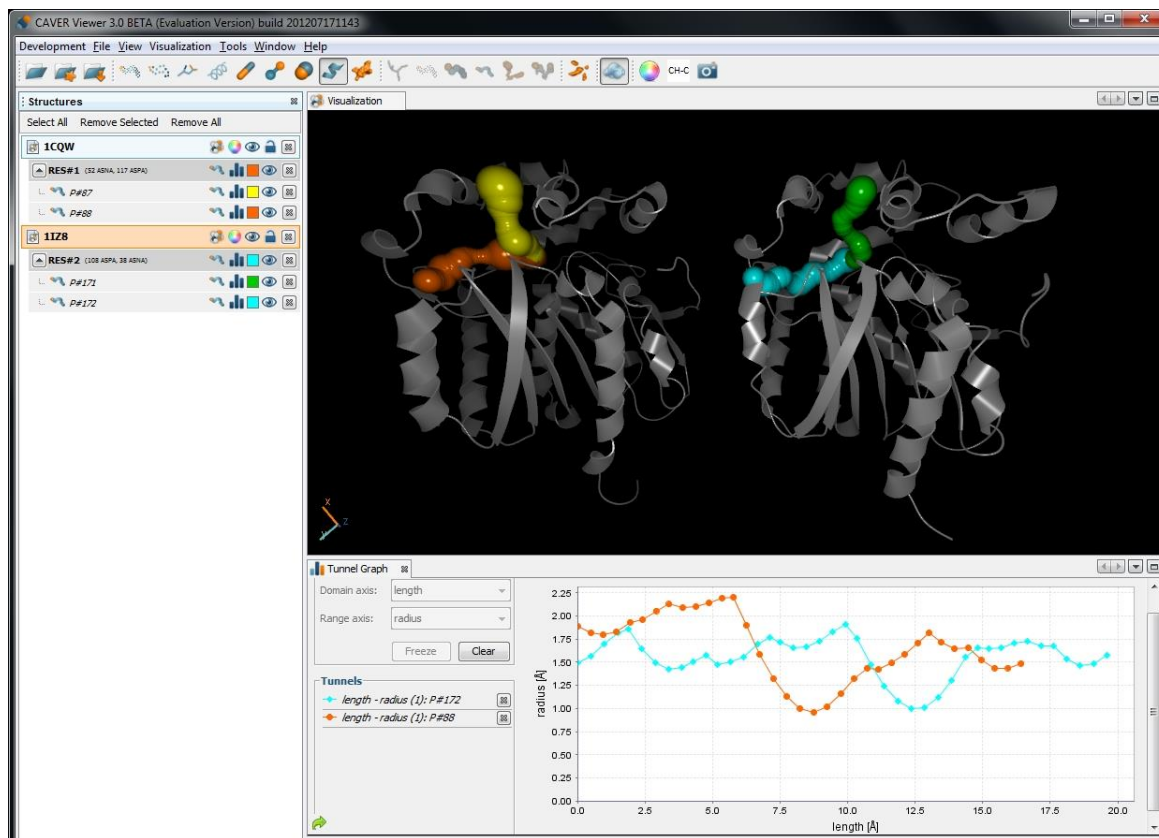 CAVER Viewer 3.0 BETA (Evaluation Version) build 201207171143
Development File View Visualization Tools Window Help
CH-C
Structures
Select All Remove Selected Remove All
1CQW
RES#1 (52 ASNA, 117 ASPA)
P#87
P#88
1IZ8
RES#2 (108 ASPA, 38 ASNA)
P#171
P#172
Visualization
X
Y
Z
Tunnel Graph
Domain axis: length
Range axis: radius
Freeze Clear
Tunnels
length - radius (1): P#172
length - radius (1): P#88
radius [Å]
2.25
2.00
1.75
1.50
1.25
1.00
0.75
0.50
0.25
0.00
0.0 2.5 5.0 7.5 10.0 12.5 15.0 17.5 20.0
length [Å]